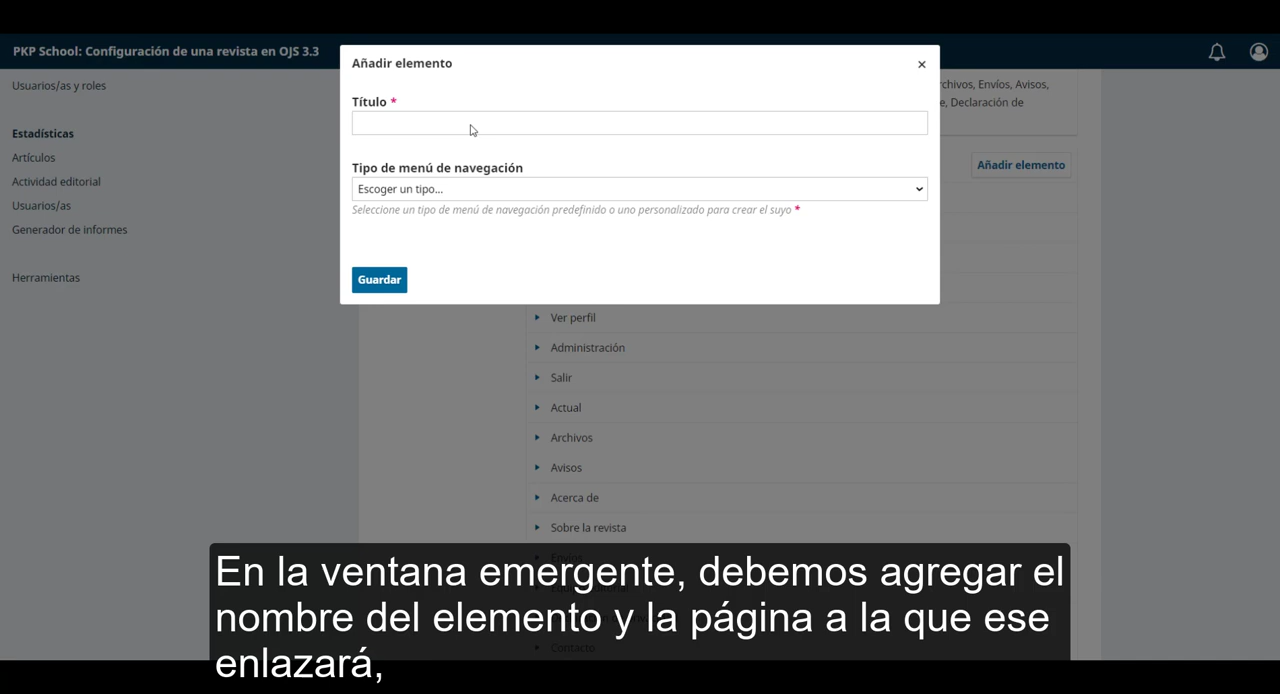 PKP School: Configuración de una revista en OJS 3.3
Usuarios/as y roles
Estadísticas
Artículos
Actividad editorial
Usuarios/as
Generador de informes
Herramientas
Añadir elemento
×
Título *
Tipo de menú de navegación
Escoger un tipo...
Seleccione un tipo de menú de navegación predefinido o uno personalizado para crear el suyo *
Guardar
rchivos, Envíos, Avisos,
e, Declaración de
Añadir elemento
Ver perfil
Administración
Salir
Actual
Archivos
Avisos
Acerca de
Sobre la revista
Contacto
En la ventana emergente, debemos agregar el
nombre del elemento y la página a la que ese
enlazará,